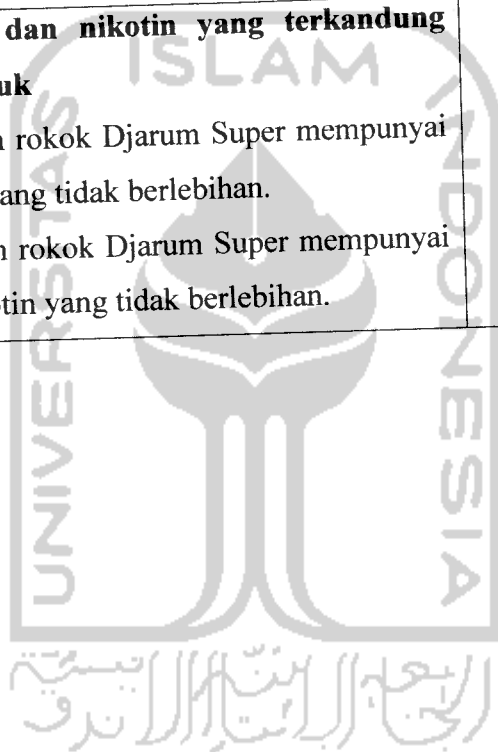 dan nikotin yang terkandung
uk
rokok Djarum Super mempunyai
ang tidak berlebihan.
rokok Djarum Super mempunyai
tin yang tidak berlebihan.
ISLAM
UNIVERSITAS
INDONESIA